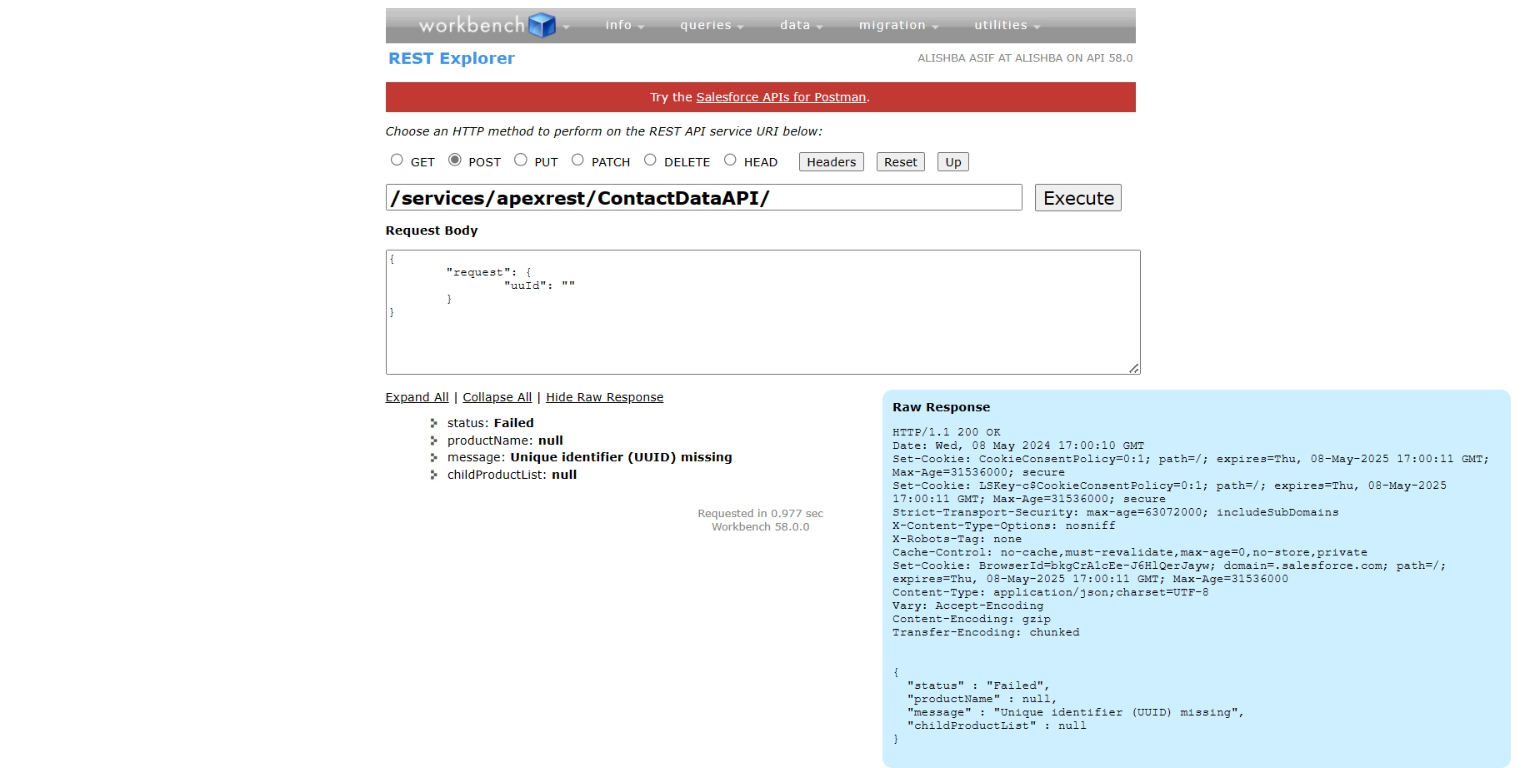 workbench info queries data migration utilities
REST Explorer
ALISHBA ASIF AT ALISHBA ON API 58.0
Try the Salesforce APIs for Postman.
Choose an HTTP method to perform on the REST API service URI below:
GET POST PUT PATCH DELETE HEAD Headers Reset Up
/services/apexrest/ContactDataAPI/ Execute
Request Body
{
"request": {
"uuId": ""
}
}
Expand All | Collapse All | Hide Raw Response
status: Failed
productName: null
message: Unique identifier (UUID) missing
childProductList: null
Requested in 0.977 sec
Workbench 58.0.0
Raw Response
HTTP/1.1 200 OK
Date: Wed, 08 May 2024 17:00:10 GMT
Set-Cookie: CookieConsentPolicy=0:1; path=/; expires=Thu, 08-May-2025 17:00:11 GMT;
Max-Age=31536000; secure
Set-Cookie: LSKey-c$CookieConsentPolicy=0:1; path=/; expires=Thu, 08-May-2025
17:00:11 GMT; Max-Age=31536000; secure
Strict-Transport-Security: max-age=63072000; includeSubDomains
X-Content-Type-Options: nosniff
X-Robots-Tag: none
Cache-Control: no-cache,must-revalidate,max-age=0,no-store,private
Set-Cookie: BrowserId=bkgCrAlcEe-J6HlQerJayw; domain=.salesforce.com; path=/;
expires=Thu, 08-May-2025 17:00:11 GMT; Max-Age=31536000
Content-Type: application/json;charset=UTF-8
Vary: Accept-Encoding
Content-Encoding: gzip
Transfer-Encoding: chunked
{
"status" : "Failed",
"productName" : null,
"message" : "Unique identifier (UUID) missing",
"childProductList" : null
}